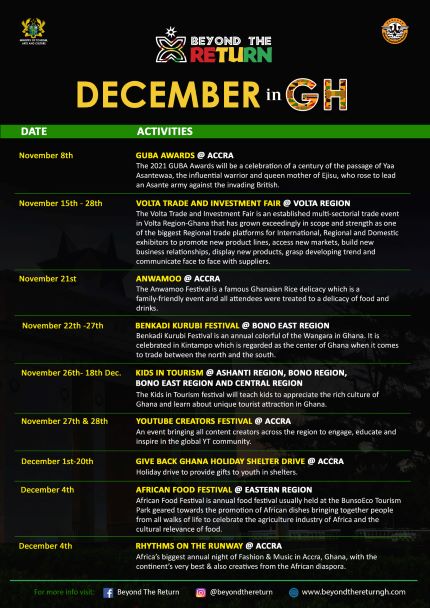 MINISTRY OF TOURISM,
ARTS AND CULTURE
BEYOND THE
RETURN
DECEMBER in GH
DATE ACTIVITIES
November 8th
GUBA AWARDS @ ACCRA
The 2021 GUBA Awards will be a celebration of a century of the passage of Yaa
Asantewaa, the influential warrior and queen mother of Ejisu, who rose to lead
an Asante army against the invading British.
November 15th - 28th
VOLTA TRADE AND INVESTMENT FAIR @ VOLTA REGION
The Volta Trade and Investment Fair is an established multi-sectorial trade event
in Volta Region-Ghana that has grown exceedingly in scope and strength as one
of the biggest Regional trade platforms for International, Regional and Domestic
exhibitors to promote new product lines, access new markets, build new
business relationships, display new products, grasp developing trend and
communicate face to face with suppliers.
November 21st
ANWAMOO @ ACCRA
The Anwamoo Festival is a famous Ghanaian Rice delicacy which is a
family-friendly event and all attendees were treated to a delicacy of food and
drinks.
November 22th -27th
BENKADI KURUBI FESTIVAL @ BONO EAST REGION
Benkadi Kurubi Festival is an annual colorful of the Wangara in Ghana. It is
celebrated in Kintampo which is regarded as the center of Ghana when it comes
to trade between the north and the south.
November 26th- 18th Dec.
KIDS IN TOURISM @ ASHANTI REGION, BONO REGION,
BONO EAST REGION AND CENTRAL REGION
The Kids in Tourism festival will teach kids to appreciate the rich culture of
Ghana and learn about unique tourist attraction in Ghana.
November 27th & 28th
YOUTUBE CREATORS FESTIVAL @ ACCRA
An event bringing all content creators across the region to engage, educate and
inspire in the global YT community.
December 1st-20th
GIVE BACK GHANA HOLIDAY SHELTER DRIVE @ ACCRA
Holiday drive to provide gifts to youth in shelters.
December 4th
AFRICAN FOOD FESTIVAL @ EASTERN REGION
African Food Festival is annual food festival usually held at the BunsoEco Tourism
Park geared towards the promotion of African dishes bringing together people
from all walks of life to celebrate the agriculture industry of Africa and the
cultural relevance of food.
December 4th
RHYTHMS ON THE RUNWAY @ ACCRA
Africa's biggest annual night of Fashion & Music in Accra, Ghana, with the
continent's very best & also creatives from the African diaspora.
For more info visit: Beyond The Return @beyondthereturn www.beyondthereturngh.com